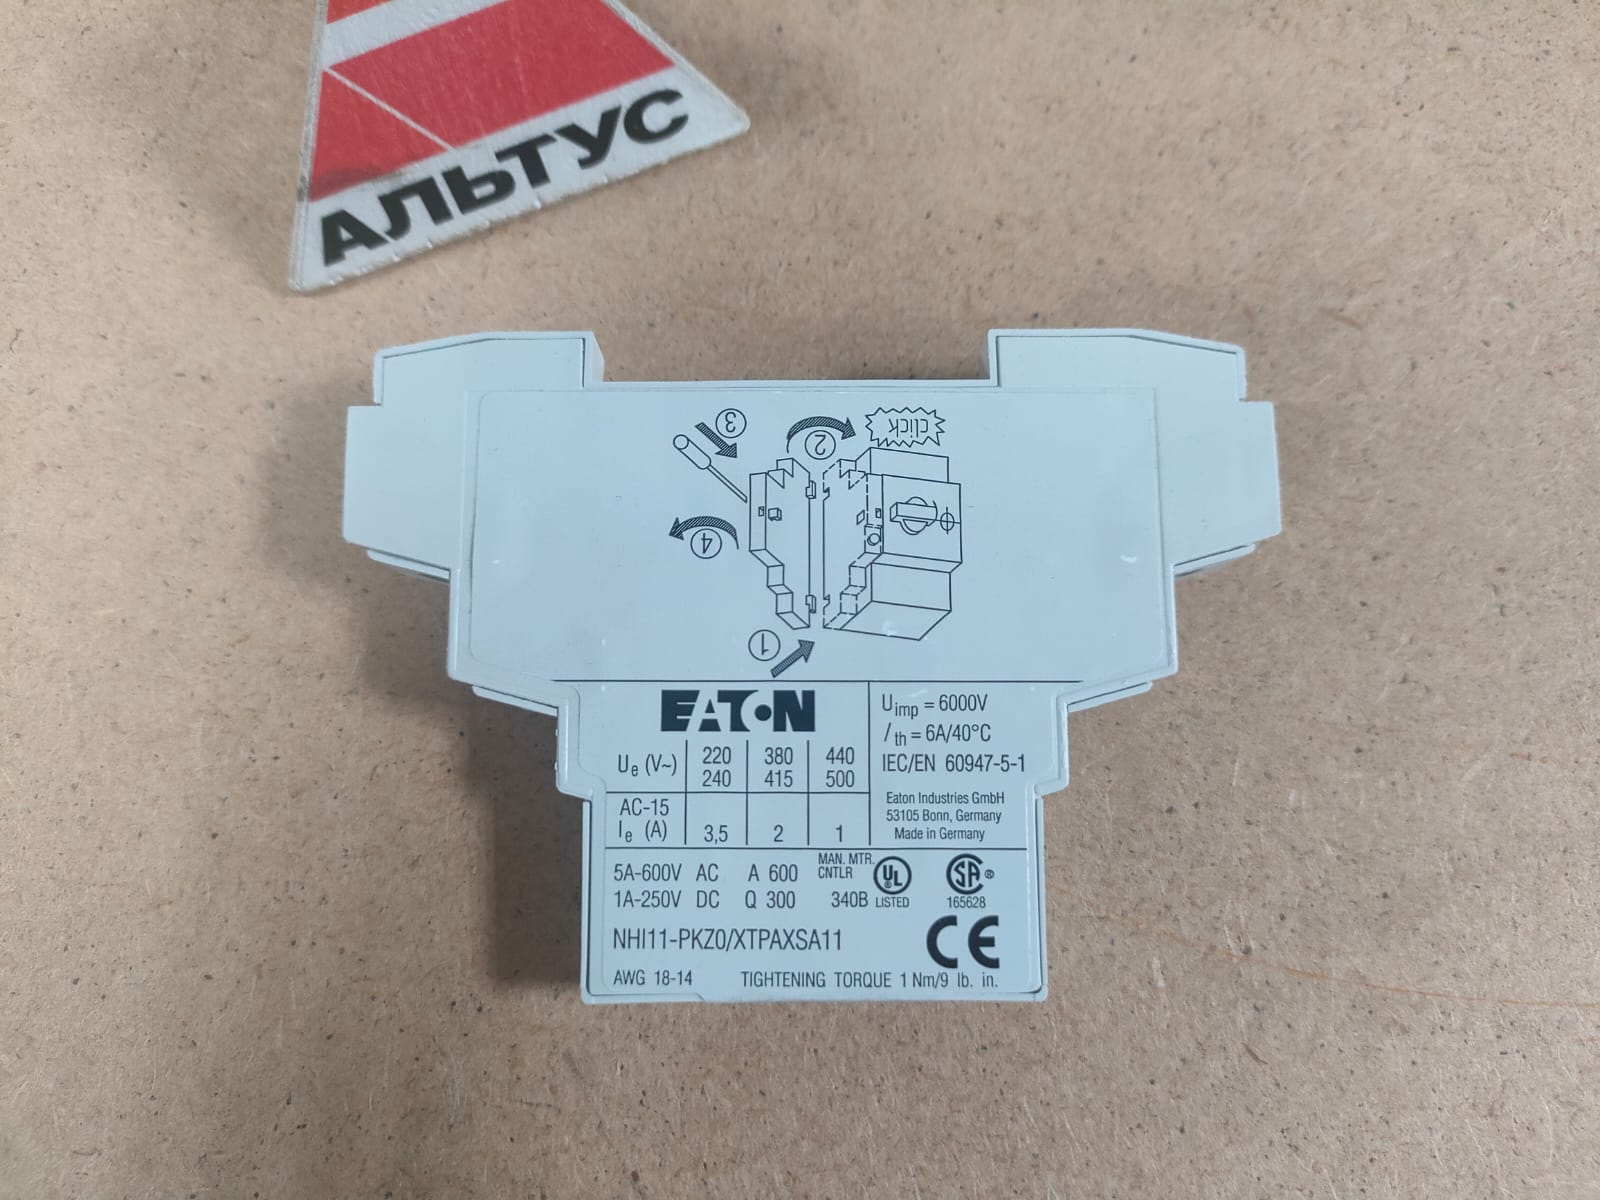 АЛЬТУС
3
2
click
4
1
EATON
Ue (V~) 220 240 380 415 440 500
AC-15
Ie (A) 3,5 2 1
Uimp = 6000V
Ith = 6A/40°C
IEC/EN 60947-5-1
Eaton Industries GmbH
53105 Bonn, Germany
Made in Germany
5A-600V AC A 600
1A-250V DC Q 300
MAN. MTR.
CNTLR
340B
UL
®
LISTED
SA ®
165628
NHI11-PKZ0/XTPAXSA11
CE
AWG 18-14 TIGHTENING TORQUE 1 Nm/9 lb. in.